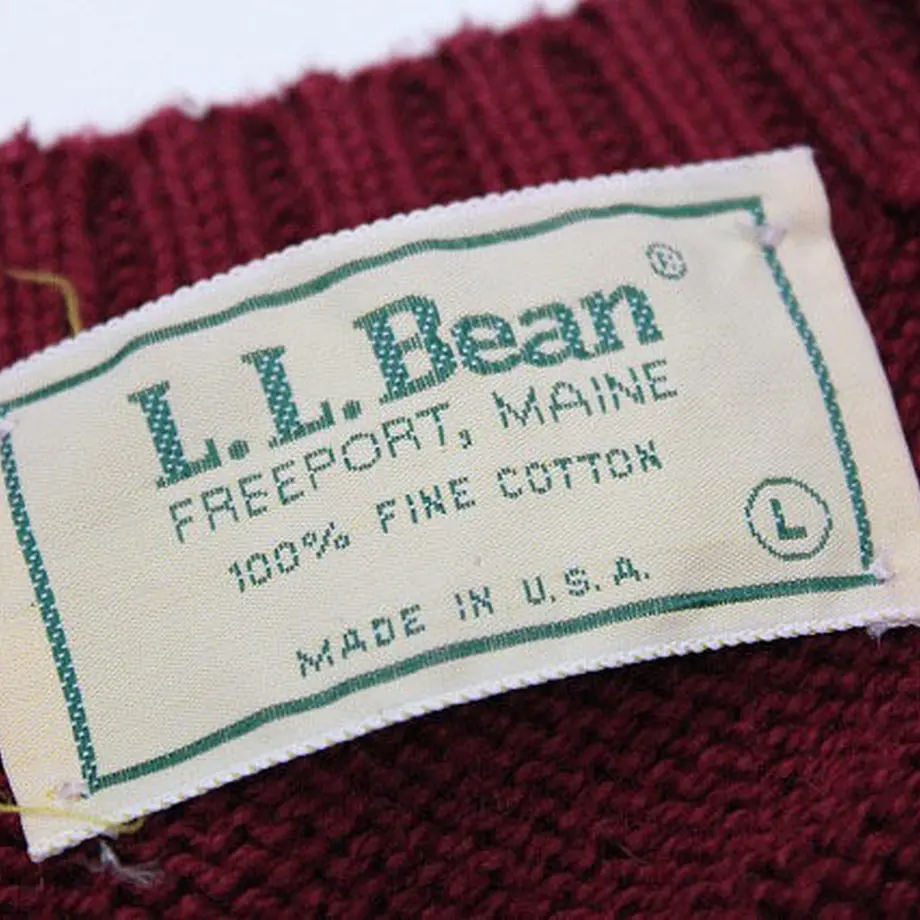 L.L.Bean®
FREEPORT, MAINE
100% FINE COTTON
L
MADE IN U.S.A.